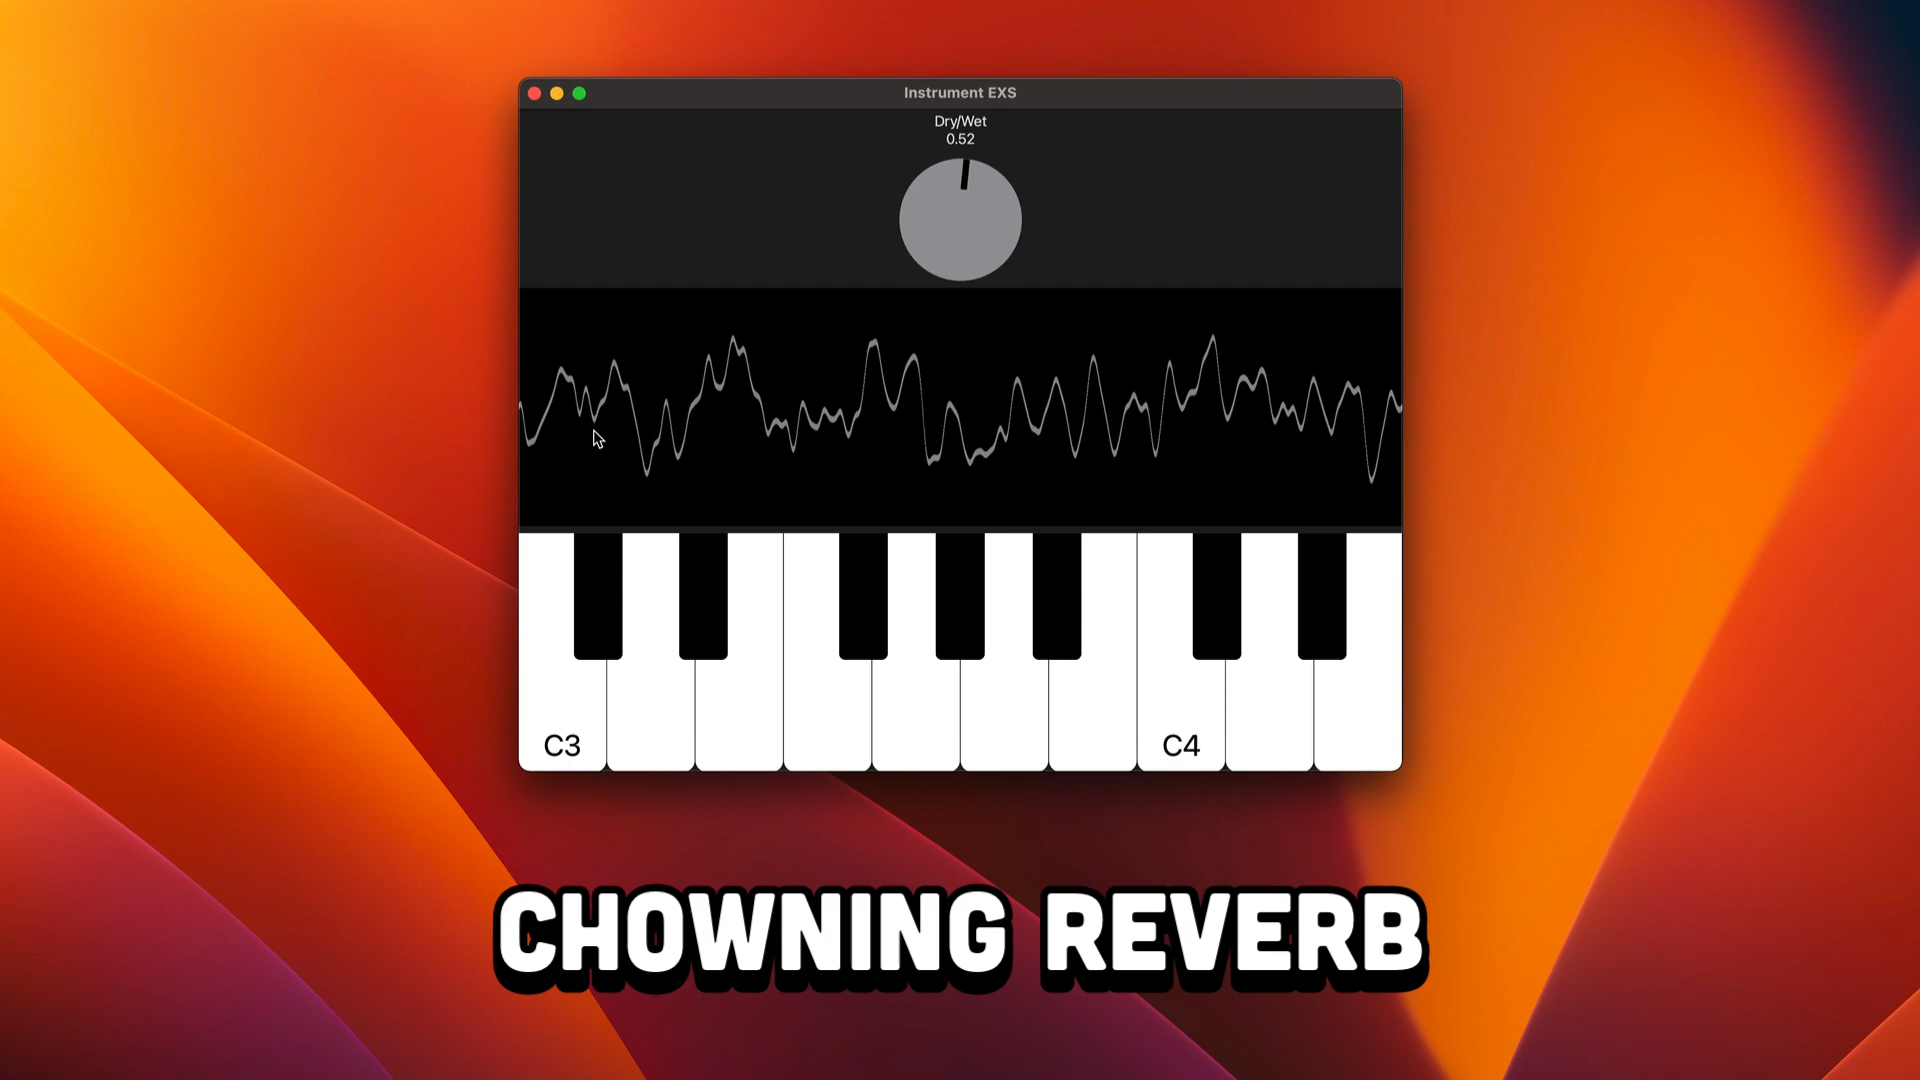 Instrument EXS
Dry/Wet
0.52
C3 C4
CHOWNING REVERB